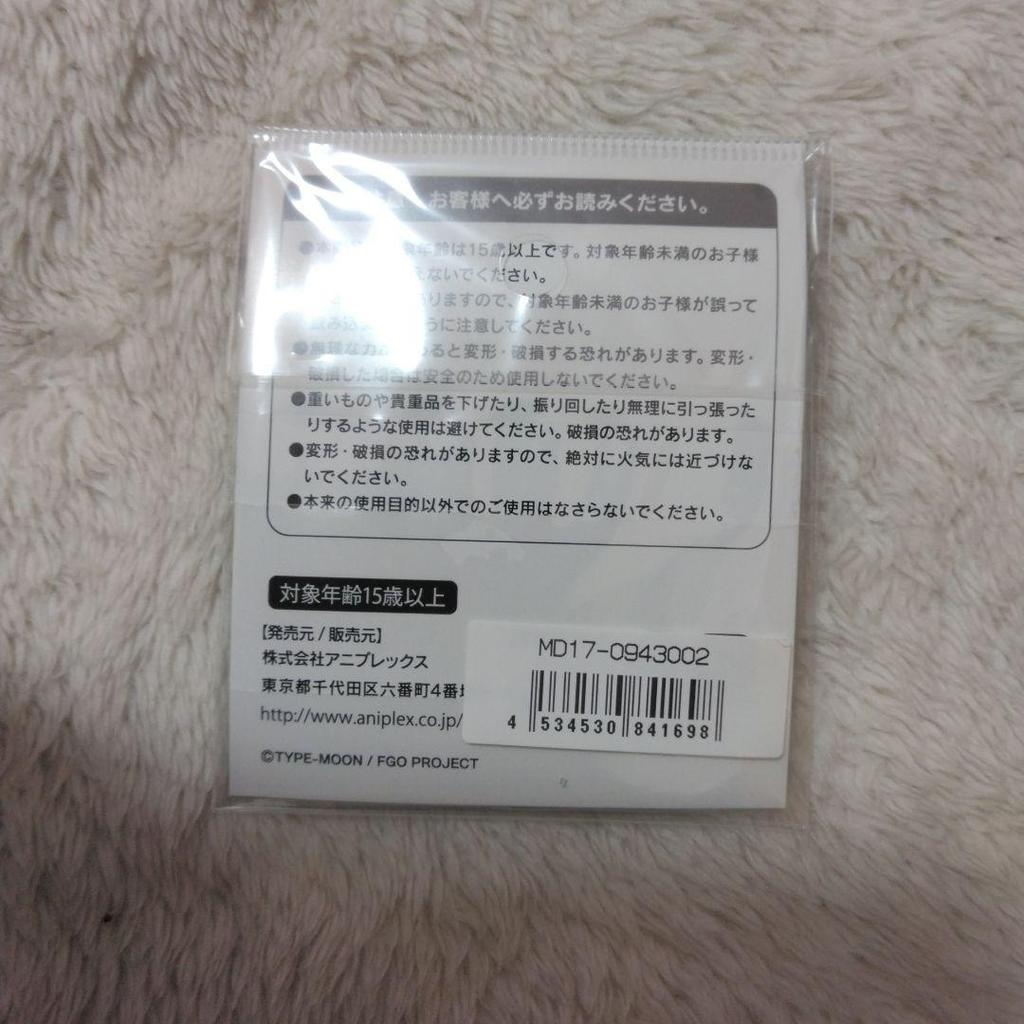 お客様へ必ずお読みください。
年齢は15歳以上です。対象年齢未満のお子様
えないでください。
ありますので、対象年齢未満のお子様が誤って
うに注意してください。
●無理な力が ると変形・破損する恐れがあります。変形・
破損した場合は安全のため使用しないでください。
●重いものや貴重品を下げたり、振り回したり無理に引っ張った
りするような使用は避けてください。破損の恐れがあります。
●変形・破損の恐れがありますので、絶対に火気には近づけな
いでください。
●本来の使用目的以外でのご使用はなさらないでください。
対象年齢15歳以上
【発売元 / 販売元】
株式会社アニプレックス
東京都千代田区六番町4番
http://www.aniplex.co.jp/
©TYPE-MOON / FGO PROJECT
MD17-0943002
4 534530 841698